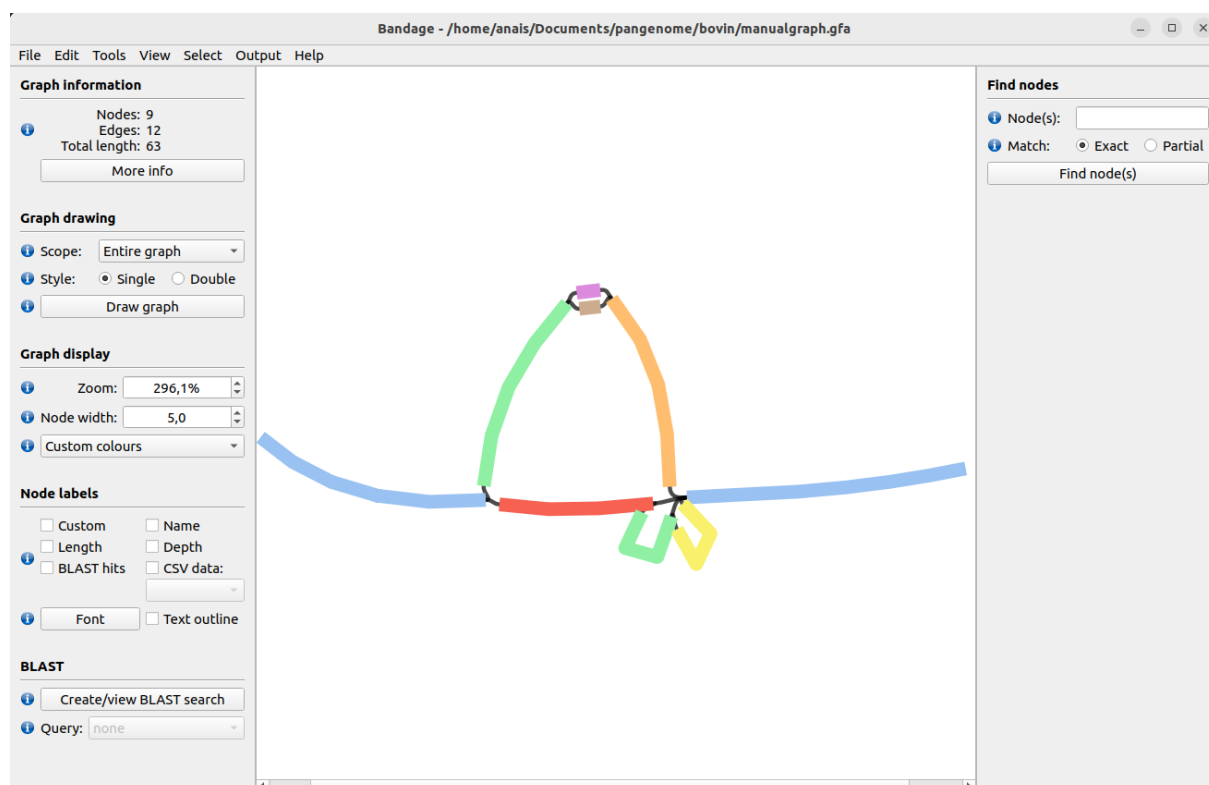 Bandage - /home/anais/Documents/pangenome/bovin/manualgraph.gfa
File Edit Tools View Select Output Help
Graph information
Nodes: 9
Edges: 12
Total length: 63
More info
Graph drawing
Scope: Entire graph
Style: Single Double
Draw graph
Graph display
Zoom: 296,1%
Node width: 5,0
Custom colours
Node labels
Custom Name
Length Depth
BLAST hits CSV data:
Font Text outline
BLAST
Create/view BLAST search
Query: none
Find nodes
Node(s):
Match: Exact Partial
Find node(s)